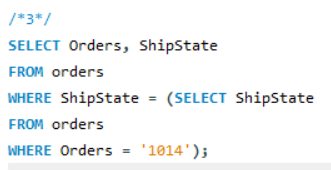 /*3*/
SELECT Orders, ShipState
FROM orders
WHERE ShipState = (SELECT ShipState
FROM orders
WHERE Orders = '1014');